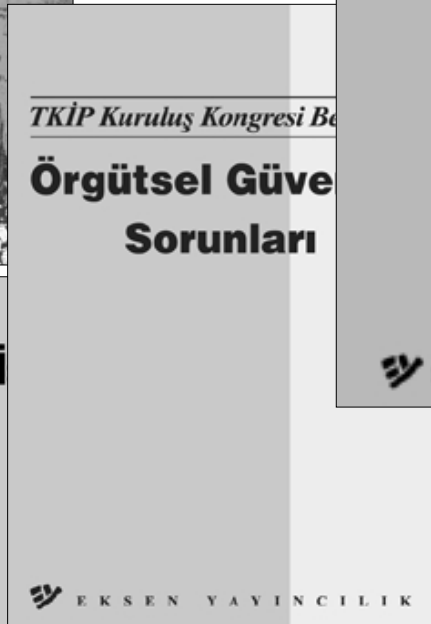 TKİP Kuruluş Kongresi Be
Örgütsel Güve
Sorunları
EKSEN YAYINCILIK